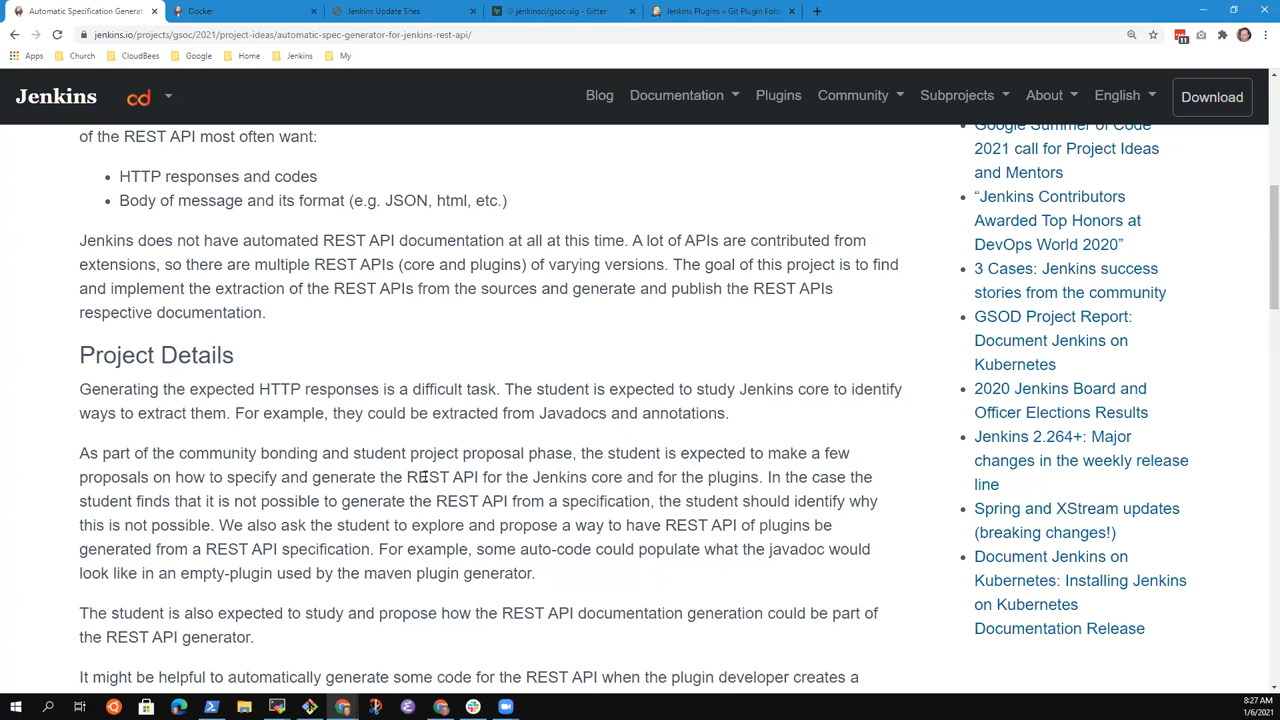 Automatic Specification Generat
Docker
Jenkins Update Sites
jenkinsci/gsoc-sig - Gitter
Jenkins Plugins » Git Plugin Fold
jenkins.io/projects/gsoc/2021/project-ideas/automatic-spec-generator-for-jenkins-rest-api/
11
Apps
Church
CloudBees
Google
Home
Jenkins
My
Jenkins
cd
Blog
Documentation
Plugins
Community
Subprojects
About
English
Download
of the REST API most often want:
HTTP responses and codes
Body of message and its format (e.g. JSON, html, etc.)
Jenkins does not have automated REST API documentation at all at this time. A lot of APIs are contributed from
extensions, so there are multiple REST APIs (core and plugins) of varying versions. The goal of this project is to find
and implement the extraction of the REST APIs from the sources and generate and publish the REST APIs
respective documentation.
Project Details
Generating the expected HTTP responses is a difficult task. The student is expected to study Jenkins core to identify
ways to extract them. For example, they could be extracted from Javadocs and annotations.
As part of the community bonding and student project proposal phase, the student is expected to make a few
proposals on how to specify and generate the REST API for the Jenkins core and for the plugins. In the case the
student finds that it is not possible to generate the REST API from a specification, the student should identify why
this is not possible. We also ask the student to explore and propose a way to have REST API of plugins be
generated from a REST API specification. For example, some auto-code could populate what the javadoc would
look like in an empty-plugin used by the maven plugin generator.
The student is also expected to study and propose how the REST API documentation generation could be part of
the REST API generator.
It might be helpful to automatically generate some code for the REST API when the plugin developer creates a
Google Summer of Code
2021 call for Project Ideas
and Mentors
“Jenkins Contributors
Awarded Top Honors at
DevOps World 2020”
3 Cases: Jenkins success
stories from the community
GSOD Project Report:
Document Jenkins on
Kubernetes
2020 Jenkins Board and
Officer Elections Results
Jenkins 2.264+: Major
changes in the weekly release
line
Spring and XStream updates
(breaking changes!)
Document Jenkins on
Kubernetes: Installing Jenkins
on Kubernetes
Documentation Release
8:27 AM
1/6/2021